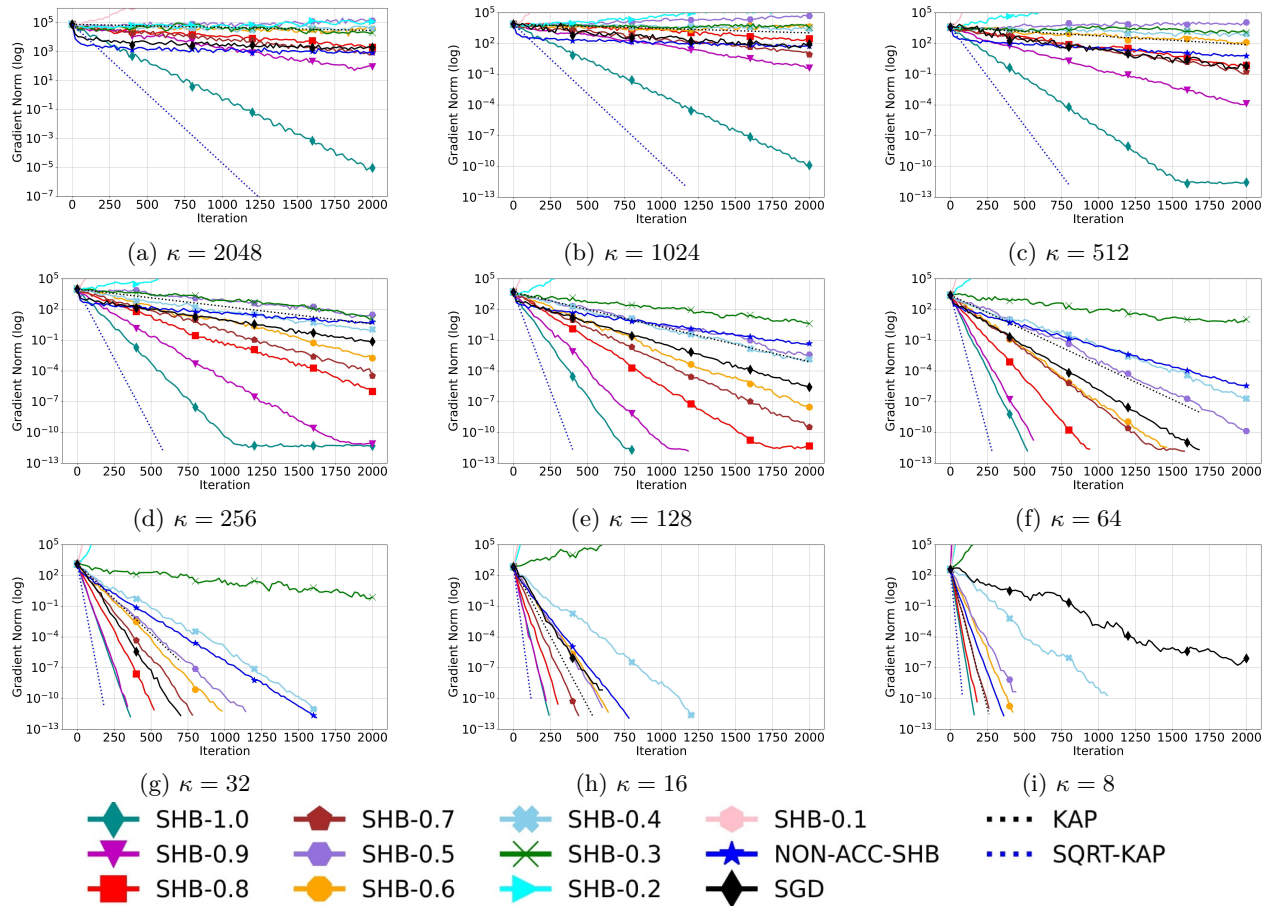 Gradient Norm (log)
10^5
10^3
10^1
10^-1
10^-3
10^-5
10^-7
0 250 500 750 1000 1250 1500 1750 2000
Iteration
(a) κ = 2048
Gradient Norm (log)
10^5
10^2
10^-1
10^-4
10^-7
10^-10
10^-13
0 250 500 750 1000 1250 1500 1750 2000
Iteration
(b) κ = 1024
Gradient Norm (log)
10^5
10^2
10^-1
10^-4
10^-7
10^-10
10^-13
0 250 500 750 1000 1250 1500 1750 2000
Iteration
(c) κ = 512
Gradient Norm (log)
10^5
10^2
10^-1
10^-4
10^-7
10^-10
10^-13
0 250 500 750 1000 1250 1500 1750 2000
Iteration
(d) κ = 256
Gradient Norm (log)
10^5
10^2
10^-1
10^-4
10^-7
10^-10
10^-13
0 250 500 750 1000 1250 1500 1750 2000
Iteration
(e) κ = 128
Gradient Norm (log)
10^5
10^2
10^-1
10^-4
10^-7
10^-10
10^-13
0 250 500 750 1000 1250 1500 1750 2000
Iteration
(f) κ = 64
Gradient Norm (log)
10^5
10^2
10^-1
10^-4
10^-7
10^-10
10^-13
0 250 500 750 1000 1250 1500 1750 2000
Iteration
(g) κ = 32
Gradient Norm (log)
10^5
10^2
10^-1
10^-4
10^-7
10^-10
10^-13
0 250 500 750 1000 1250 1500 1750 2000
Iteration
(h) κ = 16
Gradient Norm (log)
10^5
10^2
10^-1
10^-4
10^-7
10^-10
10^-13
0 250 500 750 1000 1250 1500 1750 2000
Iteration
(i) κ = 8
SHB-1.0
SHB-0.9
SHB-0.8
SHB-0.7
SHB-0.5
SHB-0.6
SHB-0.4
SHB-0.3
SHB-0.2
SHB-0.1
NON-ACC-SHB
SGD
KAP
SQRT-KAP